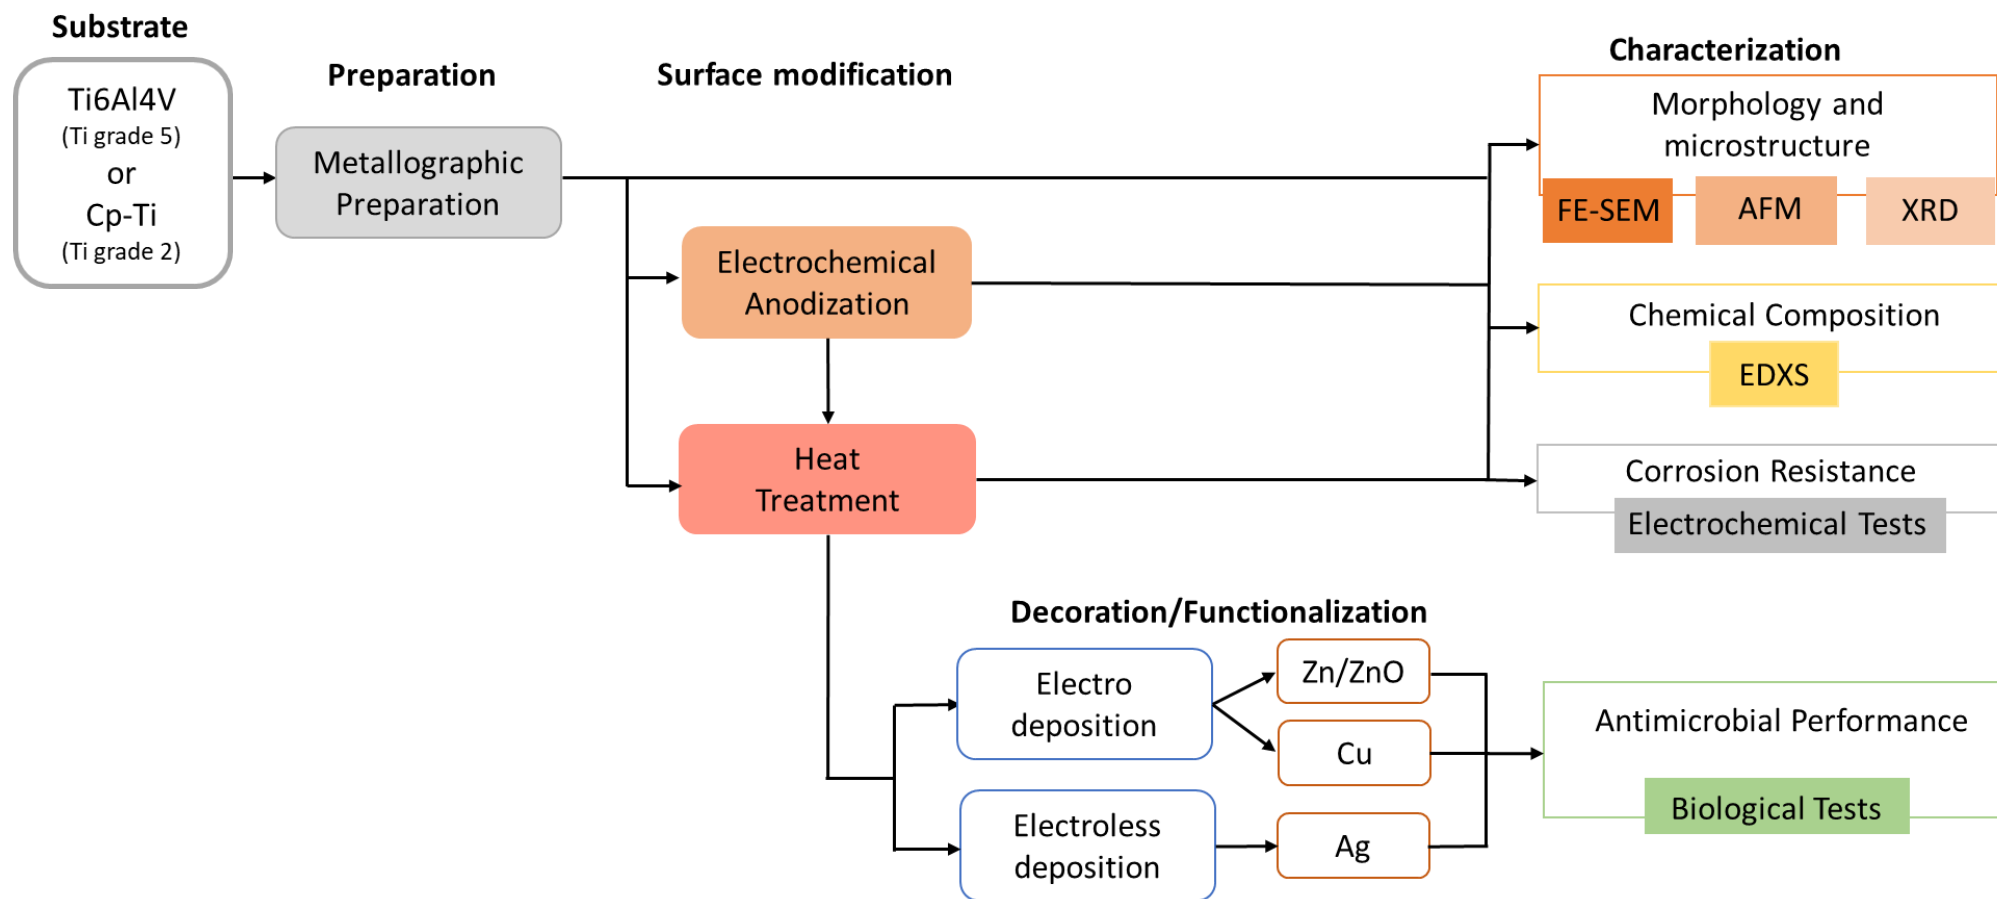 Substrate
Ti6Al4V
(Ti grade 5)
or
Cp-Ti
(Ti grade 2)
Preparation
Metallographic
Preparation
Surface modification
Electrochemical
Anodization
Heat
Treatment
Characterization
Morphology and
microstructure
FE-SEM
AFM
XRD
Chemical Composition
EDXS
Corrosion Resistance
Electrochemical Tests
Decoration/Functionalization
Electro
deposition
Zn/ZnO
Cu
Electroless
deposition
Ag
Antimicrobial Performance
Biological Tests